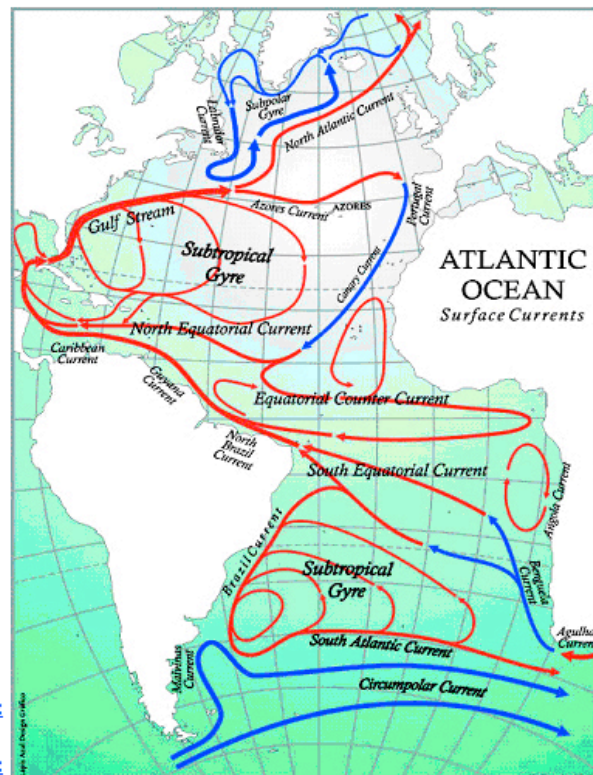 Labrador
Current
Subpolar
Gyre
North Atlantic Current
Gulf Stream
Azores Current
AZORES
Portugal
Current
Subtropical
Gyre
Canary Current
ATLANTIC
OCEAN
Surface Currents
North Equatorial Current
Caribbean
Current
Guyana
Current
Equatorial Counter Current
North
Brazil
Current
South Equatorial Current
Angola Current
Brazil Current
Subtropical
Gyre
Benguela
Current
South Atlantic Current
Agulhas
Current
Malvinas
Current
Circumpolar Current